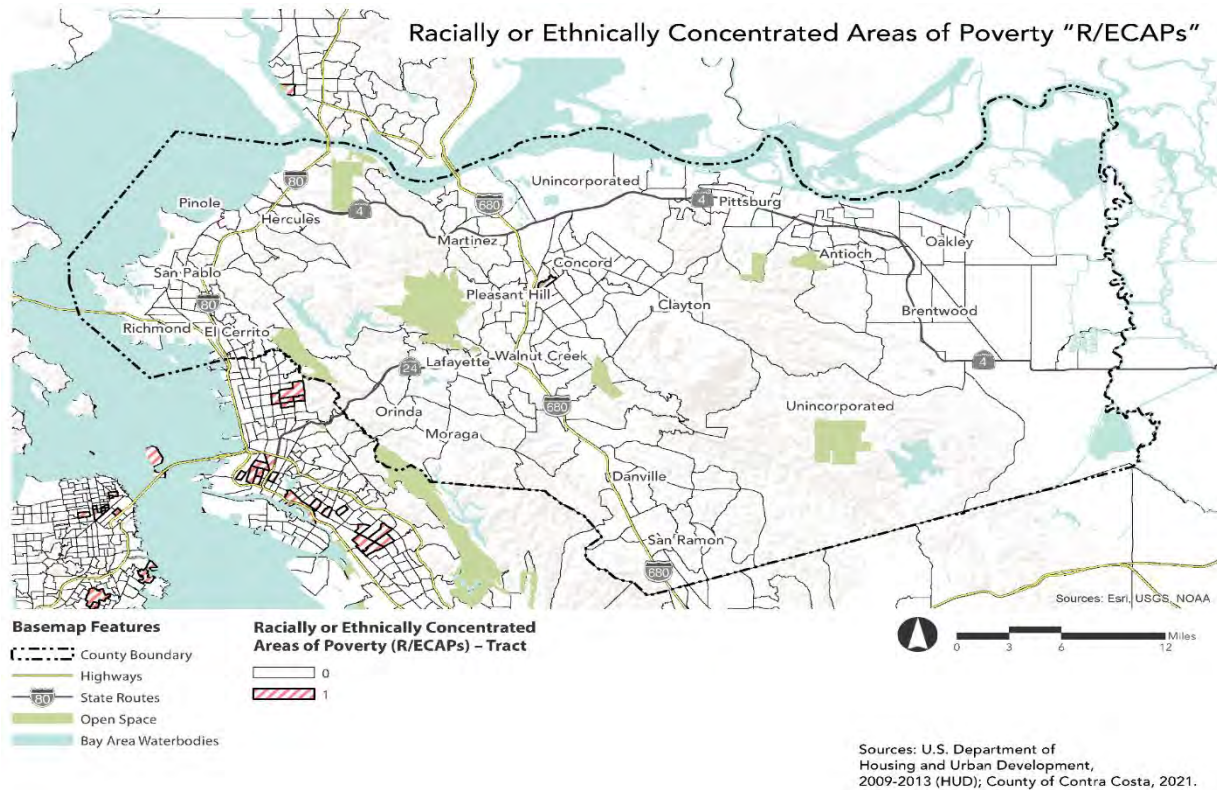 Racially or Ethnically Concentrated Areas of Poverty "R/ECAPs"
Unincorporated
80
680
4
Pittsburg
Pinole
4
Hercules
Martinez
Oakley
Antioch
Concord
San Pablo
Pleasant Hill
Clayton
80
Brentwood
Richmond
El Cerrito
Lafayette
Walnut Creek
24
4
Orinda
680
Unincorporated
Moraga
Danville
San Ramon
680
Sources: Esri, USGS, NOAA
Basemap Features
County Boundary
Highways
80
State Routes
Open Space
Bay Area Waterbodies
Racially or Ethnically Concentrated
Areas of Poverty (R/ECAPs) – Tract
0
1
Miles
0 3 6 12
Sources: U.S. Department of
Housing and Urban Development,
2009-2013 (HUD); County of Contra Costa, 2021.